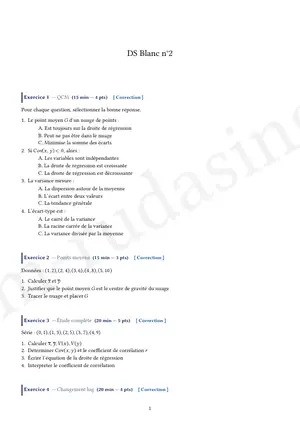 DS Blanc n°2
Exercice 1 – QCM (15 min – 4 pts) [ Correction ]
Pour chaque question, sélectionner la bonne réponse.
1. Le point moyen G d'un nuage de points :
A. Est toujours sur la droite de régression
B. Peut ne pas être dans le nuage
C. Minimise la somme des écarts
2. Si Cov(x, y) < 0, alors :
A. Les variables sont indépendantes
B. La droite de régression est croissante
C. La droite de régression est décroissante
3. La variance mesure :
A. La dispersion autour de la moyenne
B. L'écart entre deux valeurs
C. La tendance générale
4. L'écart-type est :
A. Le carré de la variance
B. La racine carrée de la variance
C. La variance divisée par la moyenne
Exercice 2 – Points moyens (15 min – 3 pts) [ Correction ]
Données : (1, 2), (2, 4), (3, 6), (4, 8), (5, 10)
1. Calculer x̅ et y̅
2. Justifier que le point moyen G est le centre de gravité du nuage
3. Tracer le nuage et placer G
Exercice 3 – Étude complète (20 min – 5 pts) [ Correction ]
Série : (0, 1), (1, 3), (2, 5), (3, 7), (4, 9)
1. Calculer x̅, y̅, V(x), V(y)
2. Déterminer Cov(x, y) et le coefficient de corrélation r
3. Écrire l'équation de la droite de régression
4. Interpréter le coefficient de corrélation
Exercice 4 – Changement log (20 min – 4 pts) [ Correction ]
1